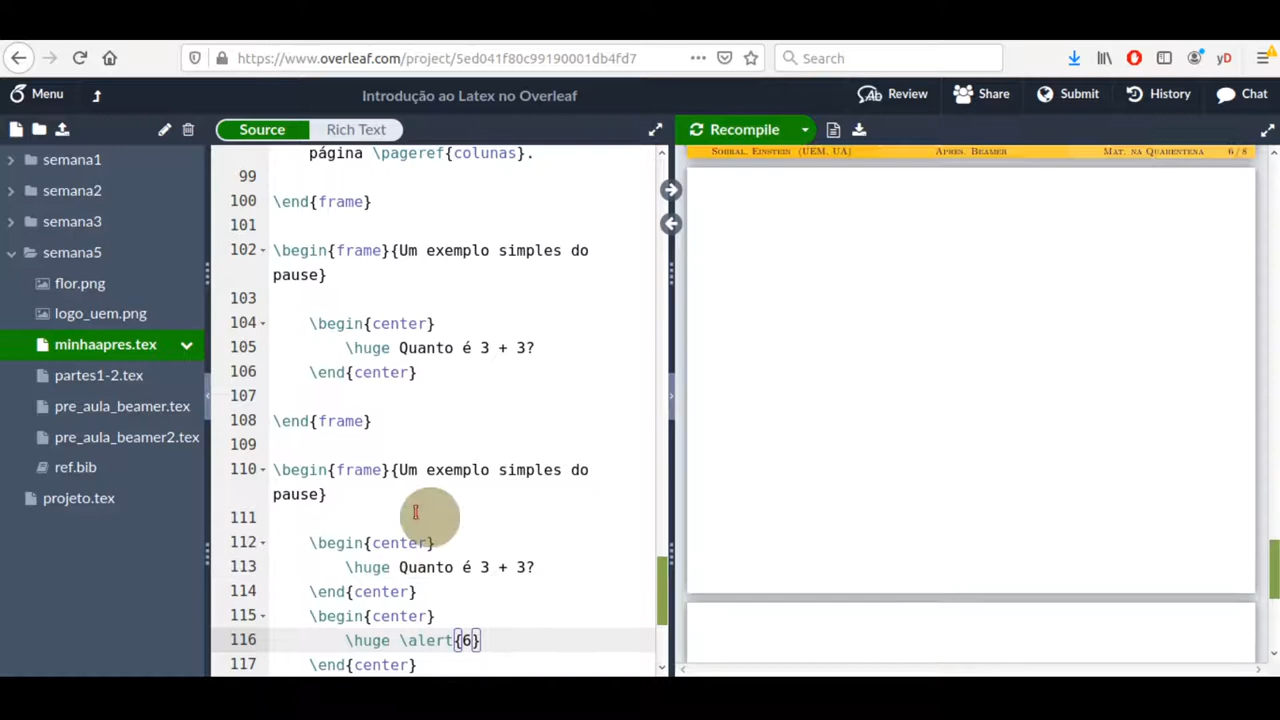 https://www.overleaf.com/project/5ed041f80c99190001db4fd7
Search
yD
Menu
Introdução ao Latex no Overleaf
Review
Share
Submit
History
Chat
Source
Rich Text
Recompile
semana1
semana2
semana3
semana5
flor.png
logo_uem.png
minhaapres.tex
partes1-2.tex
pre_aula_beamer.tex
pre_aula_beamer2.tex
ref.bib
projeto.tex
página \pageref{colunas}.
99
100 \end{frame}
101
102 \begin{frame}{Um exemplo simples do
pause}
103
104 \begin{center}
105 \huge Quanto é 3 + 3?
106 \end{center}
107
108 \end{frame}
109
110 \begin{frame}{Um exemplo simples do
pause}
111
112 \begin{center}
113 \huge Quanto é 3 + 3?
114 \end{center}
115 \begin{center}
116 \huge \alert{6}
117 \end{center}
Sobral, Einstein (UEM, UA) Apres. Beamer Mat. na Quarentena 6 / 8